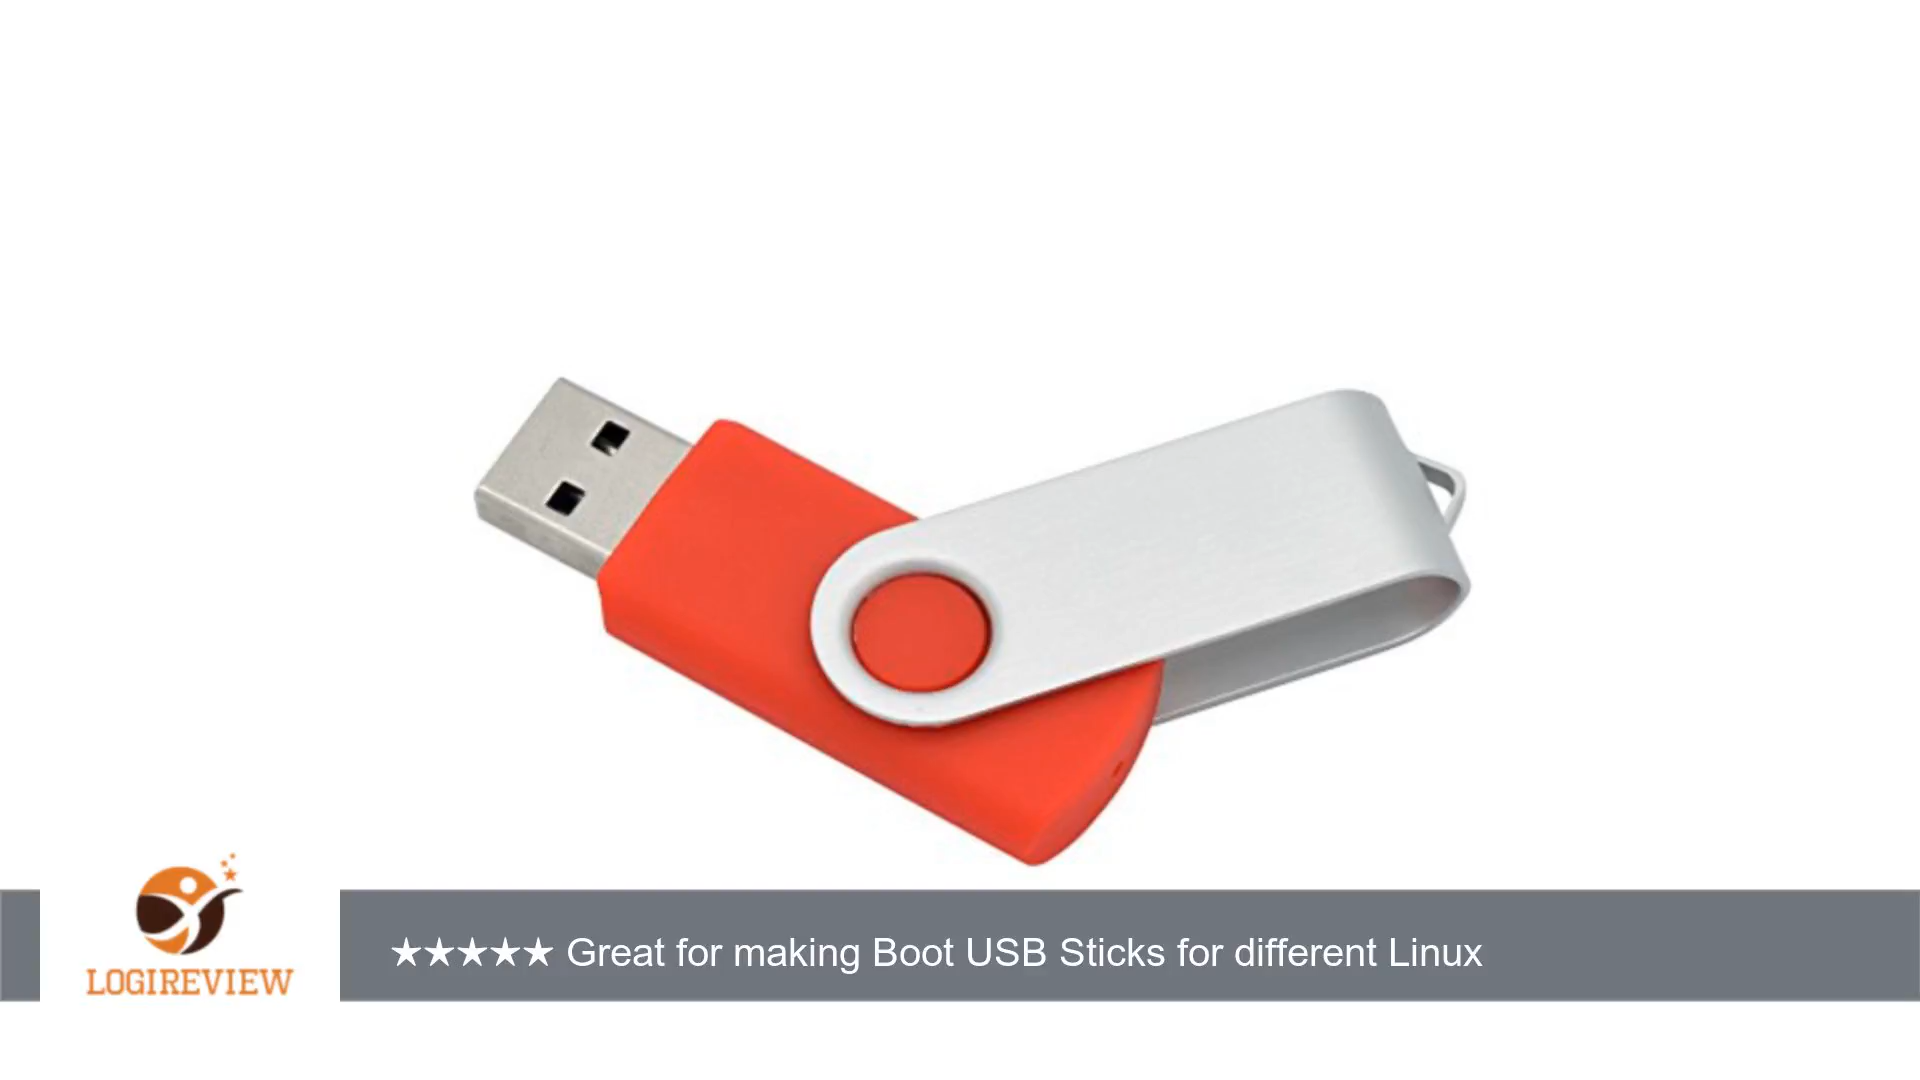 ★★★★★ Great for making Boot USB Sticks for different Linux
LOGIREVIEW